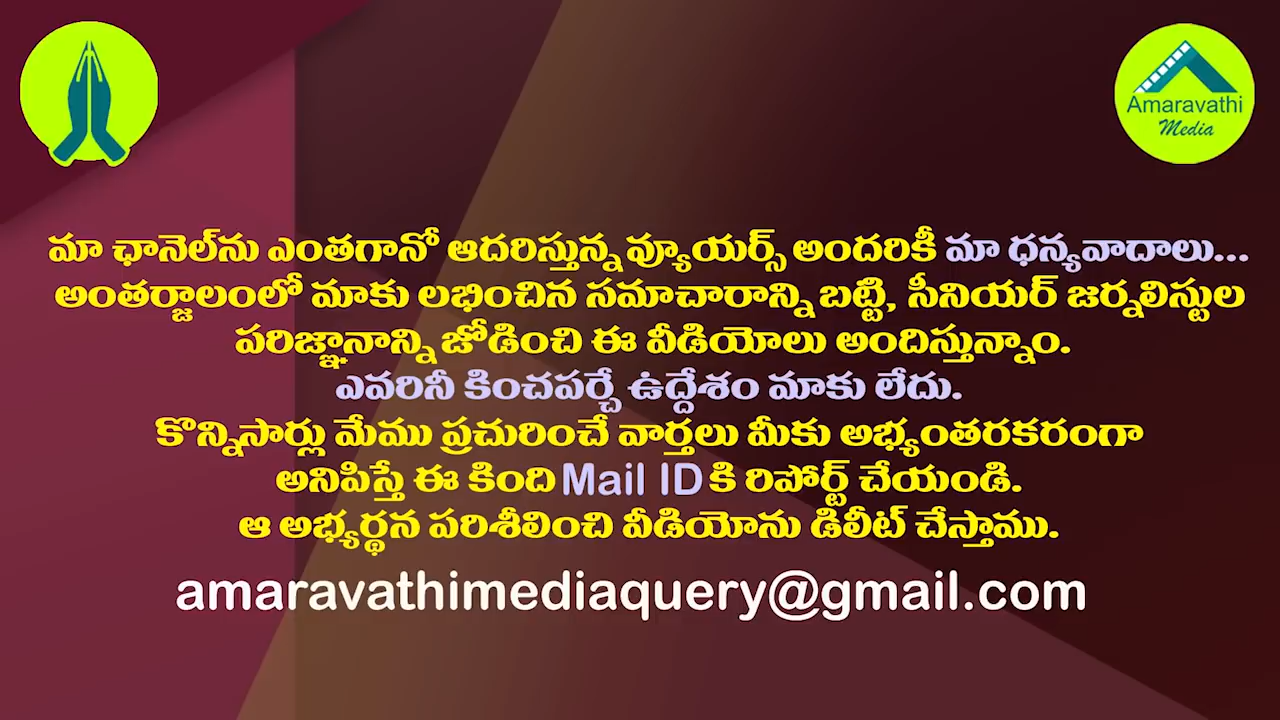 Amaravathi
Media
మా ఛానెల్‌ను ఎంతగానో ఆదరిస్తున్న వ్యూయర్స్ అందరికీ మా ధన్యవాదాలు...
అంతర్జాలంలో మాకు లభించిన సమాచారాన్ని బట్టి, సీనియర్ జర్నలిస్టుల
పరిజ్ఞానాన్ని జోడించి ఈ వీడియోలు అందిస్తున్నాం.
ఎవరినీ కించపర్చే ఉద్దేశం మాకు లేదు.
కొన్నిసార్లు మేము ప్రచురించే వార్తలు మీకు అభ్యంతరకరంగా
అనిపిస్తే ఈ కింది Mail ID కి రిపోర్ట్ చేయండి.
ఆ అభ్యర్థన పరిశీలించి వీడియోను డిలీట్ చేస్తాము.
amaravathimediaquery@gmail.com